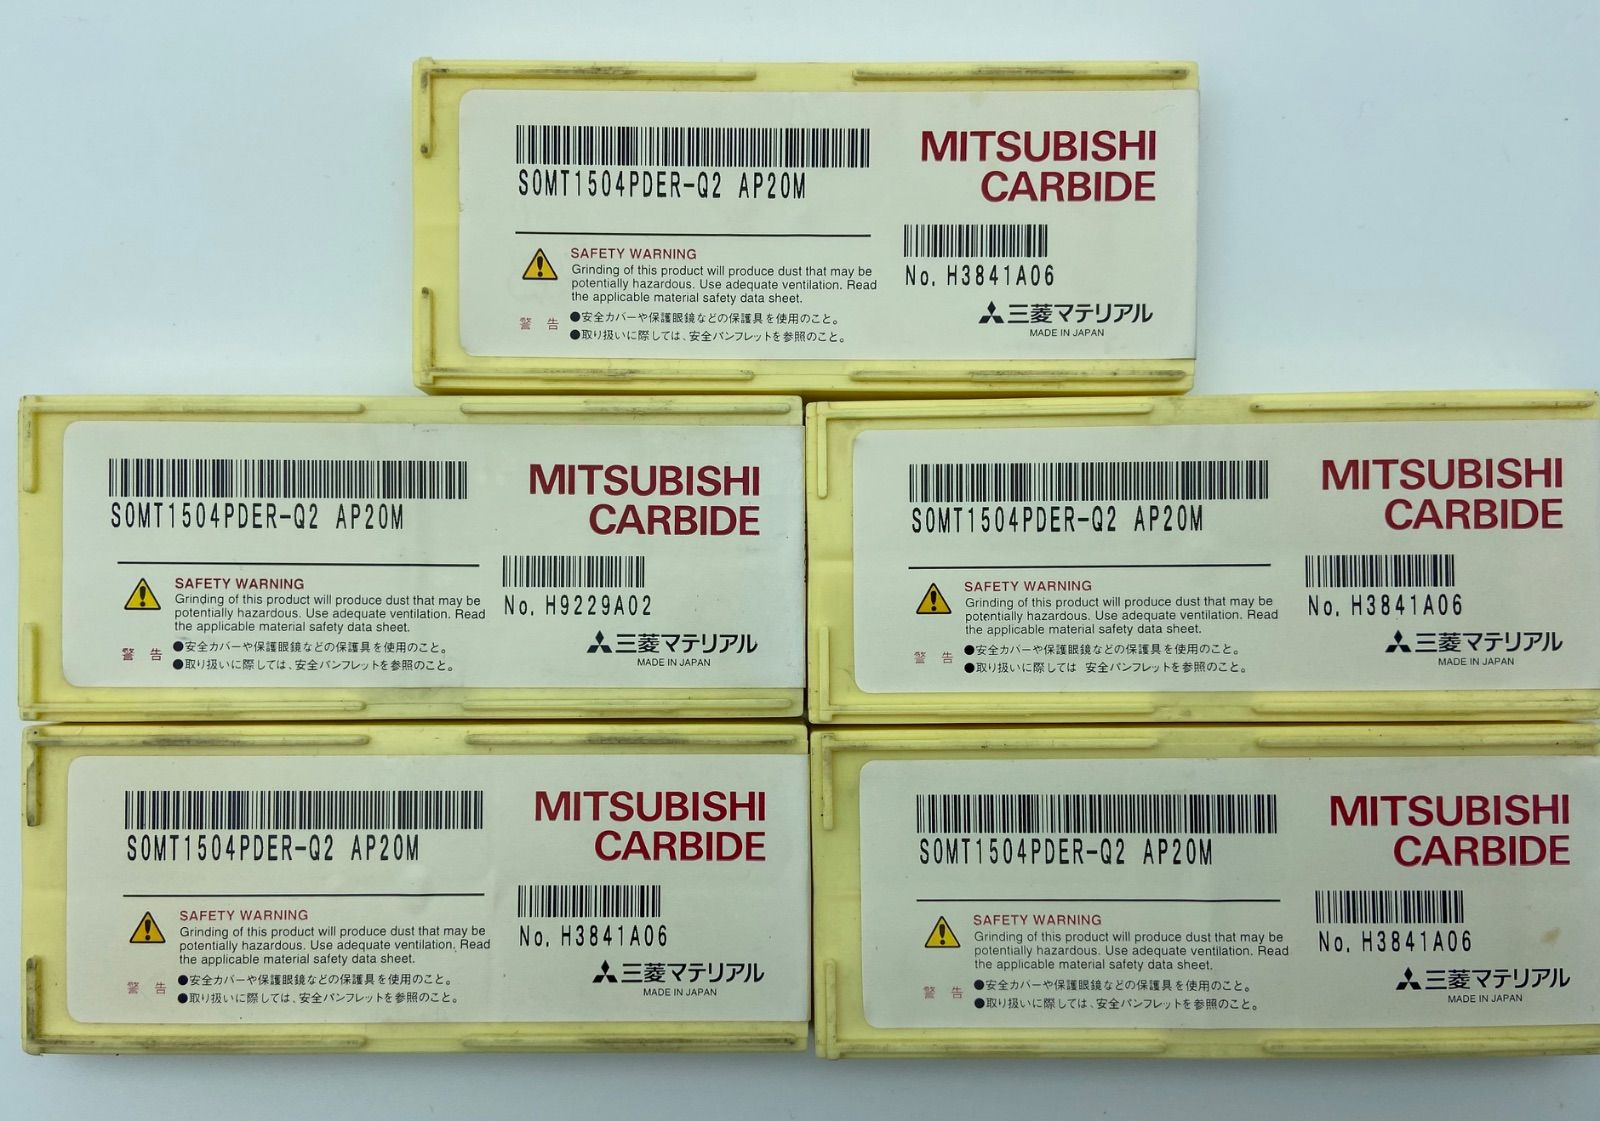 SOMT1504PDER-Q2 AP20M
MITSUBISHI
CARBIDE
SAFETY WARNING
Grinding of this product will produce dust that may be
potentially hazardous. Use adequate ventilation. Read
the applicable material safety data sheet.
警告
●安全カバーや保護眼鏡などの保護具を使用のこと。
●取り扱いに際しては、安全パンフレットを参照のこと。
No. H3841A06
三菱マテリアル
MADE IN JAPAN
SOMT1504PDER-Q2 AP20M
MITSUBISHI
CARBIDE
SAFETY WARNING
Grinding of this product will produce dust that may be
potentially hazardous. Use adequate ventilation. Read
the applicable material safety data sheet.
警告
●安全カバーや保護眼鏡などの保護具を使用のこと。
●取り扱いに際しては、安全パンフレットを参照のこと。
No. H9229A02
三菱マテリアル
MADE IN JAPAN
SOMT1504PDER-Q2 AP20M
MITSUBISHI
CARBIDE
SAFETY WARNING
Grinding of this product will produce dust that may be
potentially hazardous. Use adequate ventilation. Read
the applicable material safety data sheet.
警告
●安全カバーや保護眼鏡などの保護具を使用のこと。
●取り扱いに際しては 安全パンフレットを参照のこと。
No. H3841A06
三菱マテリアル
MADE IN JAPAN
SOMT1504PDER-Q2 AP20M
MITSUBISHI
CARBIDE
SAFETY WARNING
Grinding of this product will produce dust that may be
potentially hazardous. Use adequate ventilation. Read
the applicable material safety data sheet.
警告
●安全カバーや保護眼鏡などの保護具を使用のこと。
●取り扱いに際しては、安全パンフレットを参照のこと。
No. H3841A06
三菱マテリアル
MADE IN JAPAN
SOMT1504PDER-Q2 AP20M
MITSUBISHI
CARBIDE
SAFETY WARNING
Grinding of this product will produce dust that may be
potentially hazardous. Use adequate ventilation. Read
the applicable material safety data sheet.
警告
●安全カバーや保護眼鏡などの保護具を使用のこと。
●取り扱いに際しては、安全パンフレットを参照のこと。
No. H3841A06
三菱マテリアル
MADE IN JAPAN